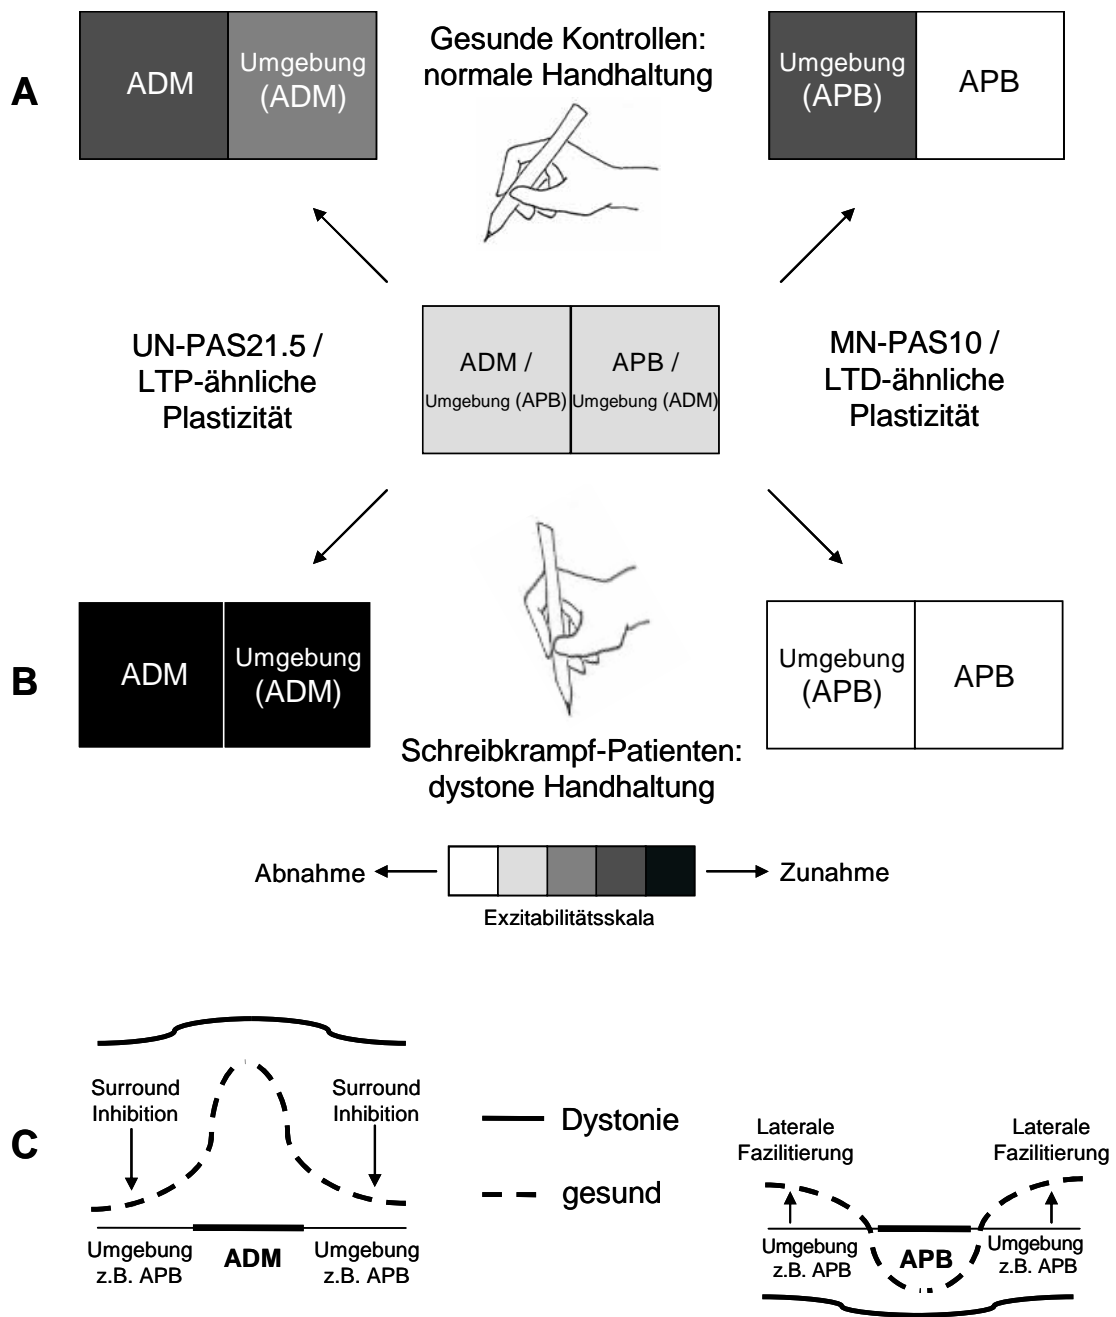 Gesunde Kontrollen:
normale Handhaltung
A
ADM
Umgebung
(ADM)
Umgebung
(APB)
APB
UN-PAS21.5 /
LTP-ähnliche
Plastizität
ADM /
Umgebung (APB)
APB /
Umgebung (ADM)
MN-PAS10 /
LTD-ähnliche
Plastizität
B
ADM
Umgebung
(ADM)
Umgebung
(APB)
APB
Schreibkrampf-Patienten:
dystone Handhaltung
Abnahme
Zunahme
Exzitabilitätsskala
C
Surround
Inhibition
Surround
Inhibition
Umgebung
z.B. APB
ADM
Umgebung
z.B. APB
Dystonie
gesund
Laterale
Fazilitierung
Laterale
Fazilitierung
Umgebung
z.B. APB
APB
Umgebung
z.B. APB